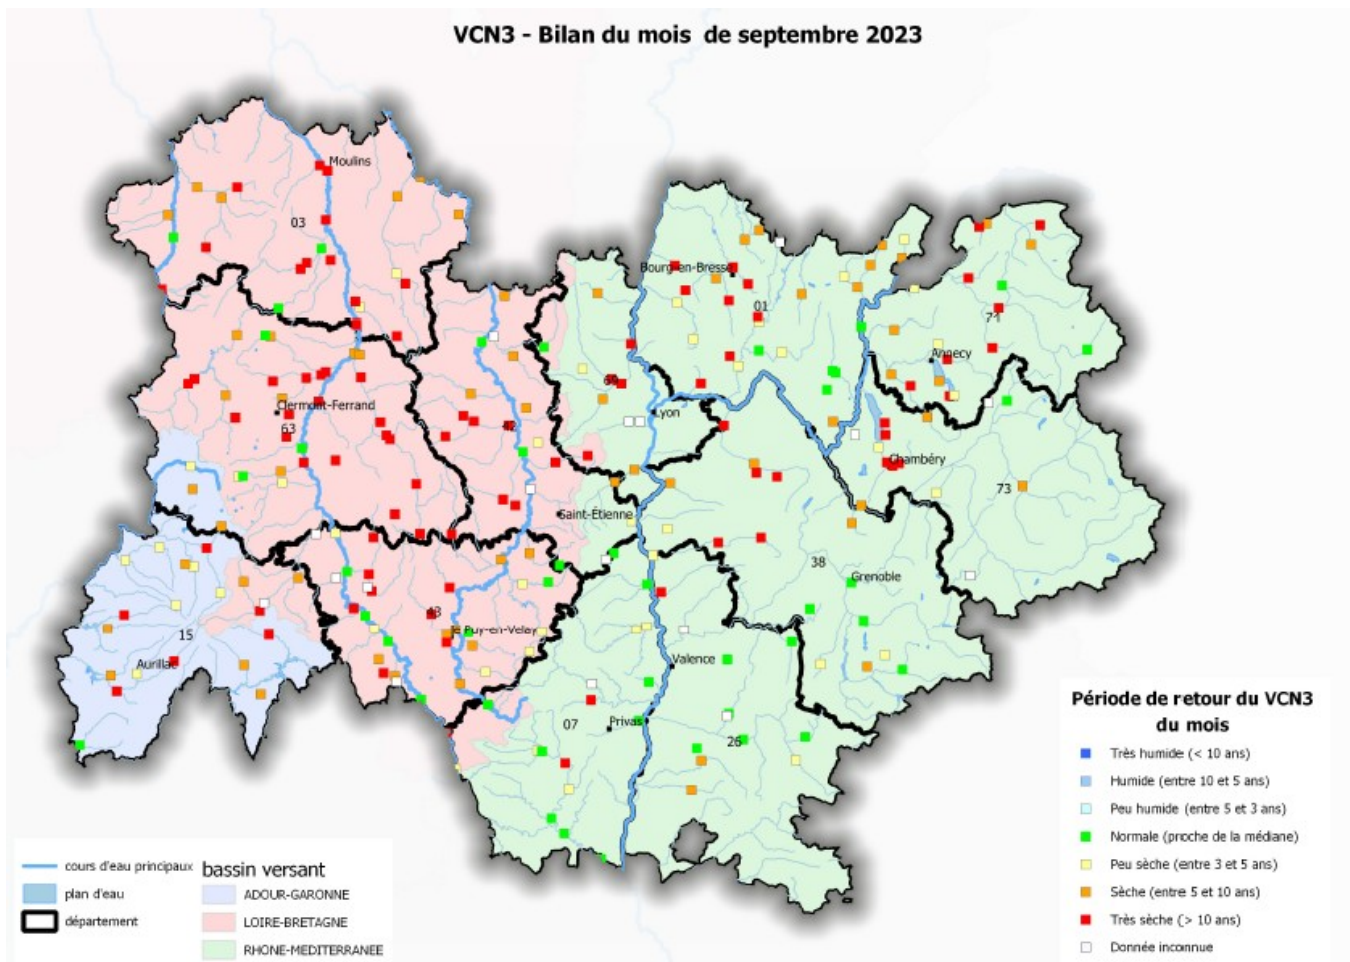 VCN3 - Bilan du mois de septembre 2023
Moulins
03
Bourg-en-Bresse
01
74
Annecy
69
Lyon
Clermont-Ferrand
63
42
Chambéry
73
Saint-Étienne
38
Grenoble
43
le Puy-en-Velay
15
Aurillac
Valence
07
Privas
26
Période de retour du VCN3
du mois
Très humide (< 10 ans)
Humide (entre 10 et 5 ans)
Peu humide (entre 5 et 3 ans)
Normale (proche de la médiane)
Peu sèche (entre 3 et 5 ans)
Sèche (entre 5 et 10 ans)
Très sèche (> 10 ans)
Donnée inconnue
cours d'eau principaux
plan d'eau
département
bassin versant
ADOUR-GARONNE
LOIRE-BRETAGNE
RHONE-MEDITERRANEE